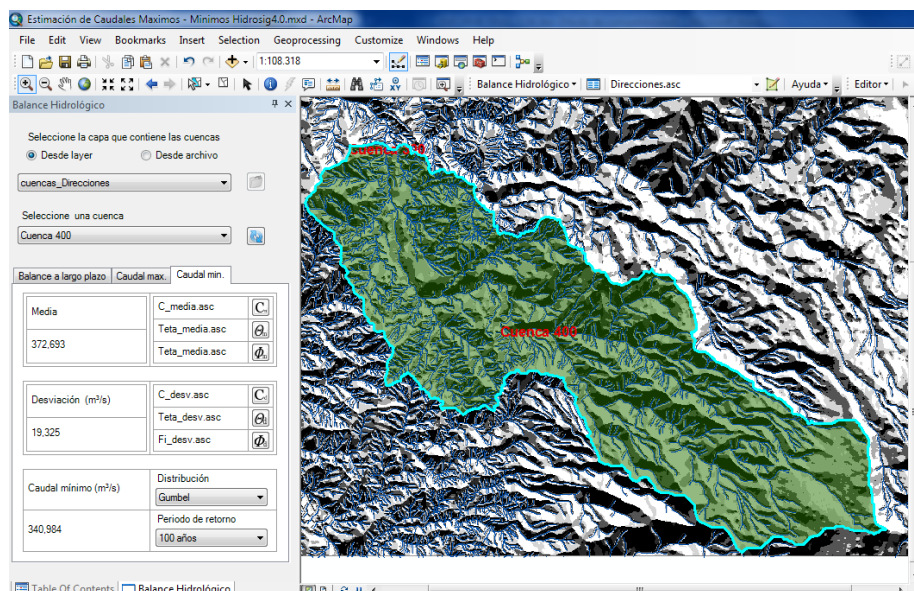 Estimación de Caudales Maximos - Minimos Hidrosig4.0.mxd - ArcMap
File Edit View Bookmarks Insert Selection Geoprocessing Customize Windows Help
1:108.318
Balance Hidrológico Direcciones.asc Ayuda Editor
Balance Hidrológico
Seleccione la capa que contiene las cuencas
Desde layer Desde archivo
cuencas_Direcciones
Seleccione una cuenca
Cuenca 400
Balance a largo plazo Caudal max. Caudal min.
Media
372,693
C_media.asc
Teta_media.asc
Teta_media.asc
Desviación (m³/s)
19,325
C_desv.asc
Teta_desv.asc
Fi_desv.asc
Caudal mínimo (m³/s)
340,984
Distribución
Gumbel
Periodo de retorno
100 años
Table Of Contents Balance Hidrológico
Cuenca 400